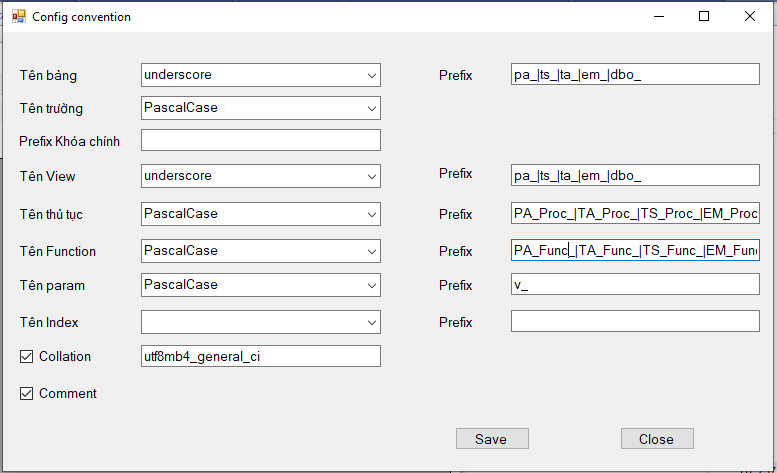 Config convention
Tên bảng underscore Prefix pa_|ts_|ta_|em_|dbo_
Tên trường PascalCase
Prefix Khóa chính
Tên View underscore Prefix pa_|ts_|ta_|em_|dbo_
Tên thủ tục PascalCase Prefix PA_Proc_|TA_Proc_|TS_Proc_|EM_Proc
Tên Function PascalCase Prefix PA_Func_|TA_Func_|TS_Func_|EM_Fun
Tên param PascalCase Prefix v_
Tên Index Prefix
Collation utf8mb4_general_ci
Comment
Save Close